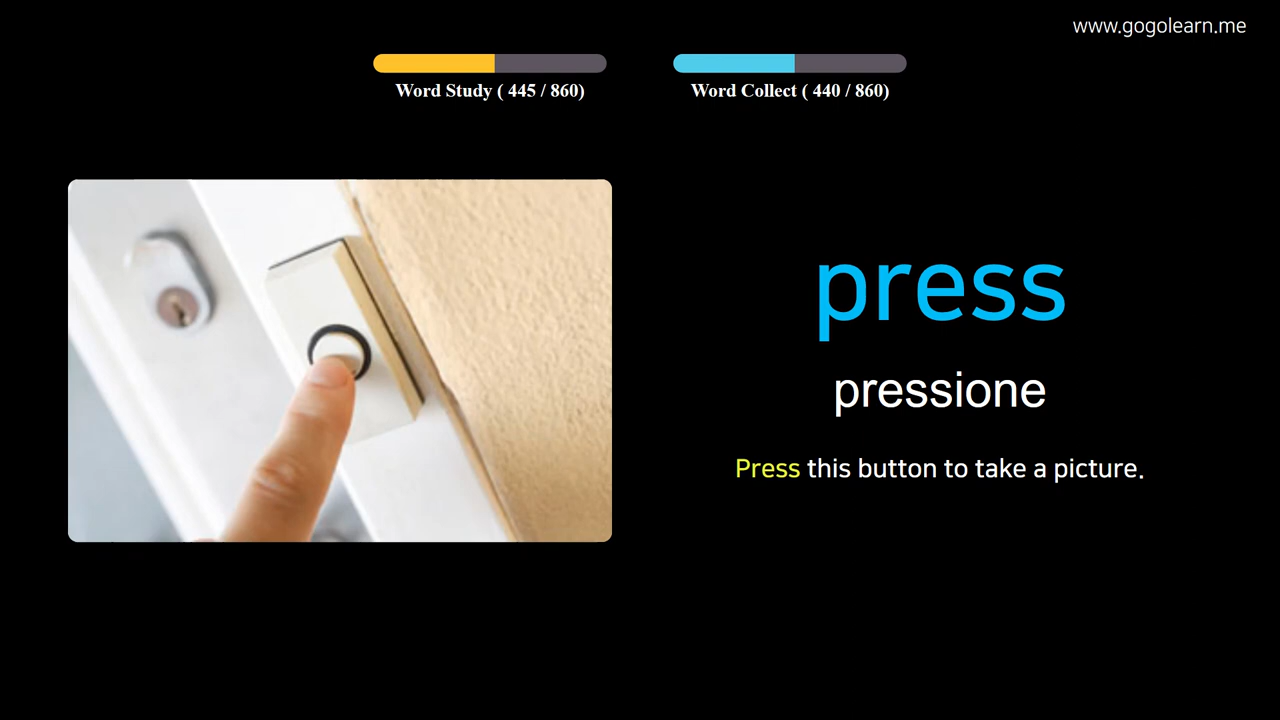 www.gogolearn.me
Word Study ( 445 / 860)
Word Collect ( 440 / 860)
press
pressione
Press this button to take a picture.